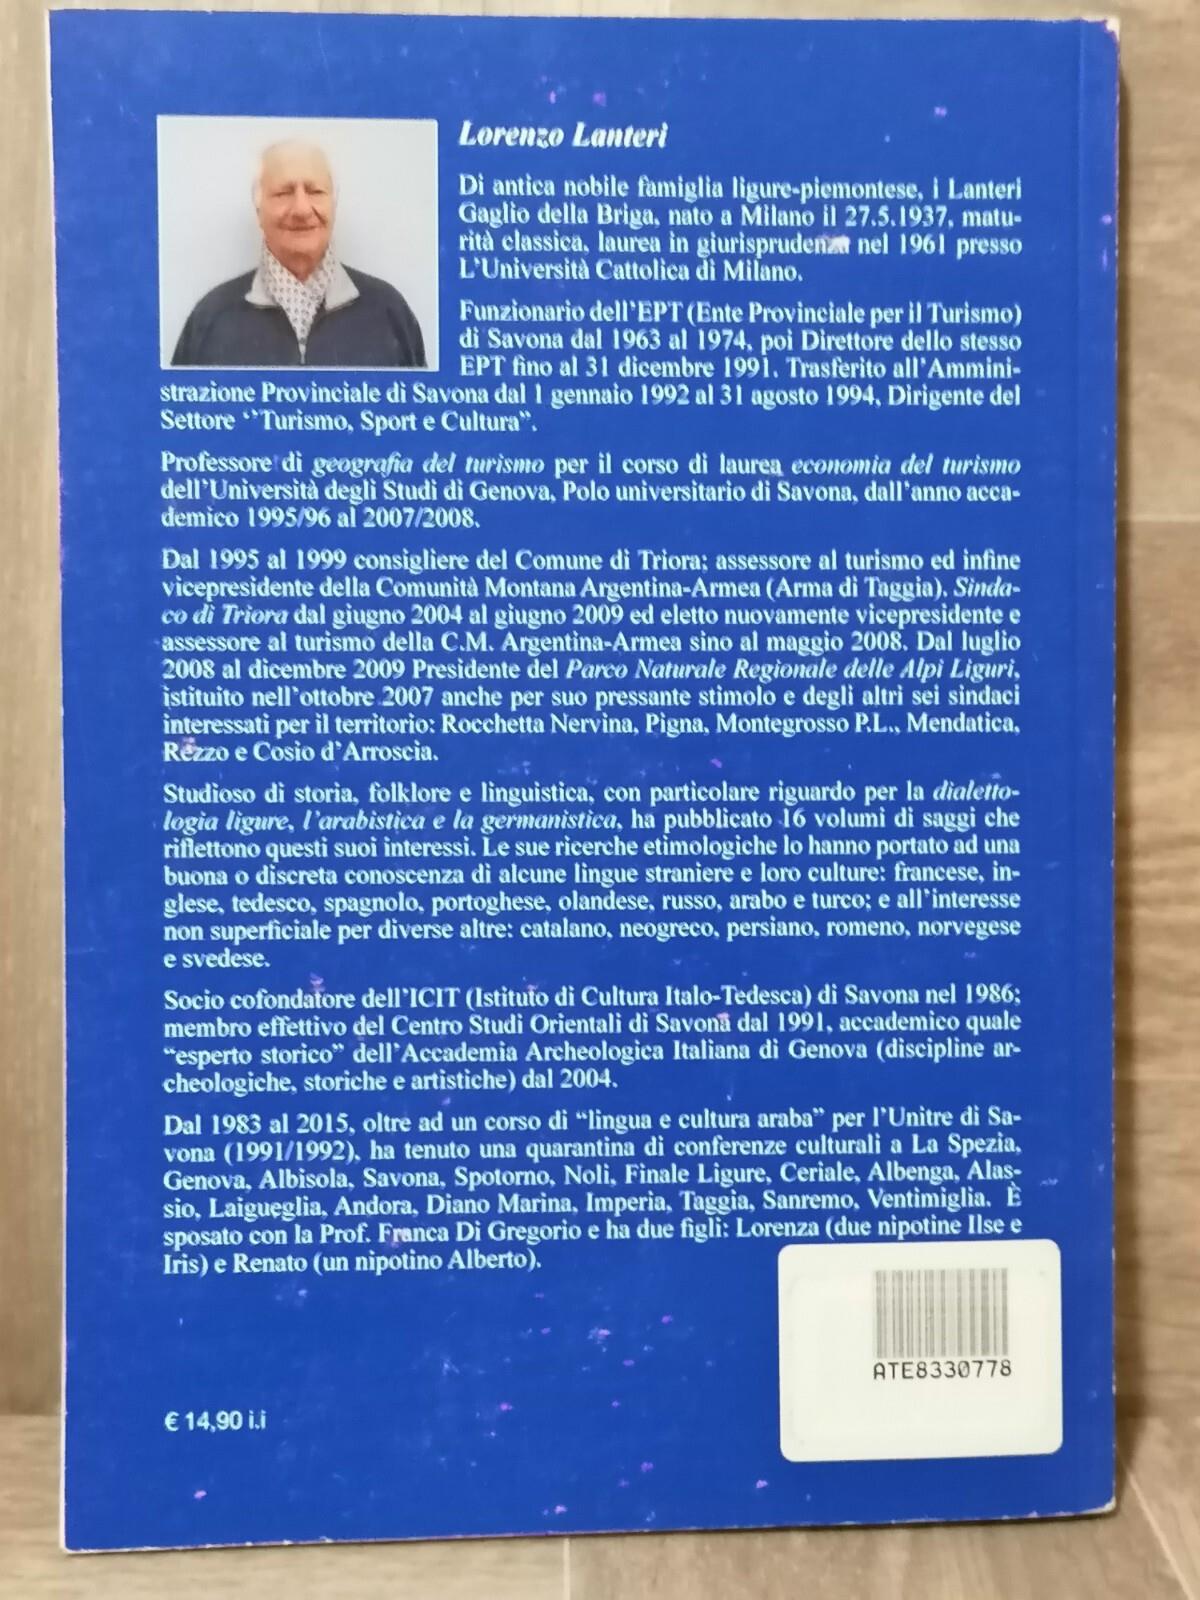 Lorenzo Lanteri
Di antica nobile famiglia ligure-piemontese, i Lanteri
Gaglio della Briga, nato a Milano il 27.5.1937, matu-
rità classica, laurea in giurisprudenza nel 1961 presso
L'Università Cattolica di Milano.
Funzionario dell'EPT (Ente Provinciale per il Turismo)
di Savona dal 1963 al 1974, poi Direttore dello stesso
EPT fino al 31 dicembre 1991. Trasferito all'Ammini-
strazione Provinciale di Savona dal 1 gennaio 1992 al 31 agosto 1994, Dirigente del
Settore ‘’Turismo, Sport e Cultura”.
Professore di geografia del turismo per il corso di laurea economia del turismo
dell'Università degli Studi di Genova, Polo universitario di Savona, dall'anno acca-
demico 1995/96 al 2007/2008.
Dal 1995 al 1999 consigliere del Comune di Triora; assessore al turismo ed infine
vicepresidente della Comunità Montana Argentina-Armea (Arma di Taggia). Sinda-
co di Triora dal giugno 2004 al giugno 2009 ed eletto nuovamente vicepresidente e
assessore al turismo della C.M. Argentina-Armea sino al maggio 2008. Dal luglio
2008 al dicembre 2009 Presidente del Parco Naturale Regionale delle Alpi Liguri,
istituito nell'ottobre 2007 anche per suo pressante stimolo e degli altri sei sindaci
interessati per il territorio: Rocchetta Nervina, Pigna, Montegrosso P.L., Mendatica,
Rezzo e Cosio d'Arroscia.
Studioso di storia, folklore e linguistica, con particolare riguardo per la dialetto-
logia ligure, l'arabistica e la germanistica, ha pubblicato 16 volumi di saggi che
riflettono questi suoi interessi. Le sue ricerche etimologiche lo hanno portato ad una
buona o discreta conoscenza di alcune lingue straniere e loro culture: francese, in-
glese, tedesco, spagnolo, portoghese, olandese, russo, arabo e turco; e all'interesse
non superficiale per diverse altre: catalano, neogreco, persiano, romeno, norvegese
e svedese.
Socio cofondatore dell'ICIT (Istituto di Cultura Italo-Tedesca) di Savona nel 1986;
membro effettivo del Centro Studi Orientali di Savona dal 1991, accademico quale
“esperto storico” dell'Accademia Archeologica Italiana di Genova (discipline ar-
cheologiche, storiche e artistiche) dal 2004.
Dal 1983 al 2015, oltre ad un corso di “lingua e cultura araba” per l'Unitre di Sa-
vona (1991/1992), ha tenuto una quarantina di conferenze culturali a La Spezia,
Genova, Albisola, Savona, Spotorno, Noli, Finale Ligure, Ceriale, Albenga, Alas-
sio, Laigueglia, Andora, Diano Marina, Imperia, Taggia, Sanremo, Ventimiglia. È
sposato con la Prof. Franca Di Gregorio e ha due figli: Lorenza (due nipotine Ilse e
Iris) e Renato (un nipotino Alberto).
ATE8330778
€ 14,90 i.i